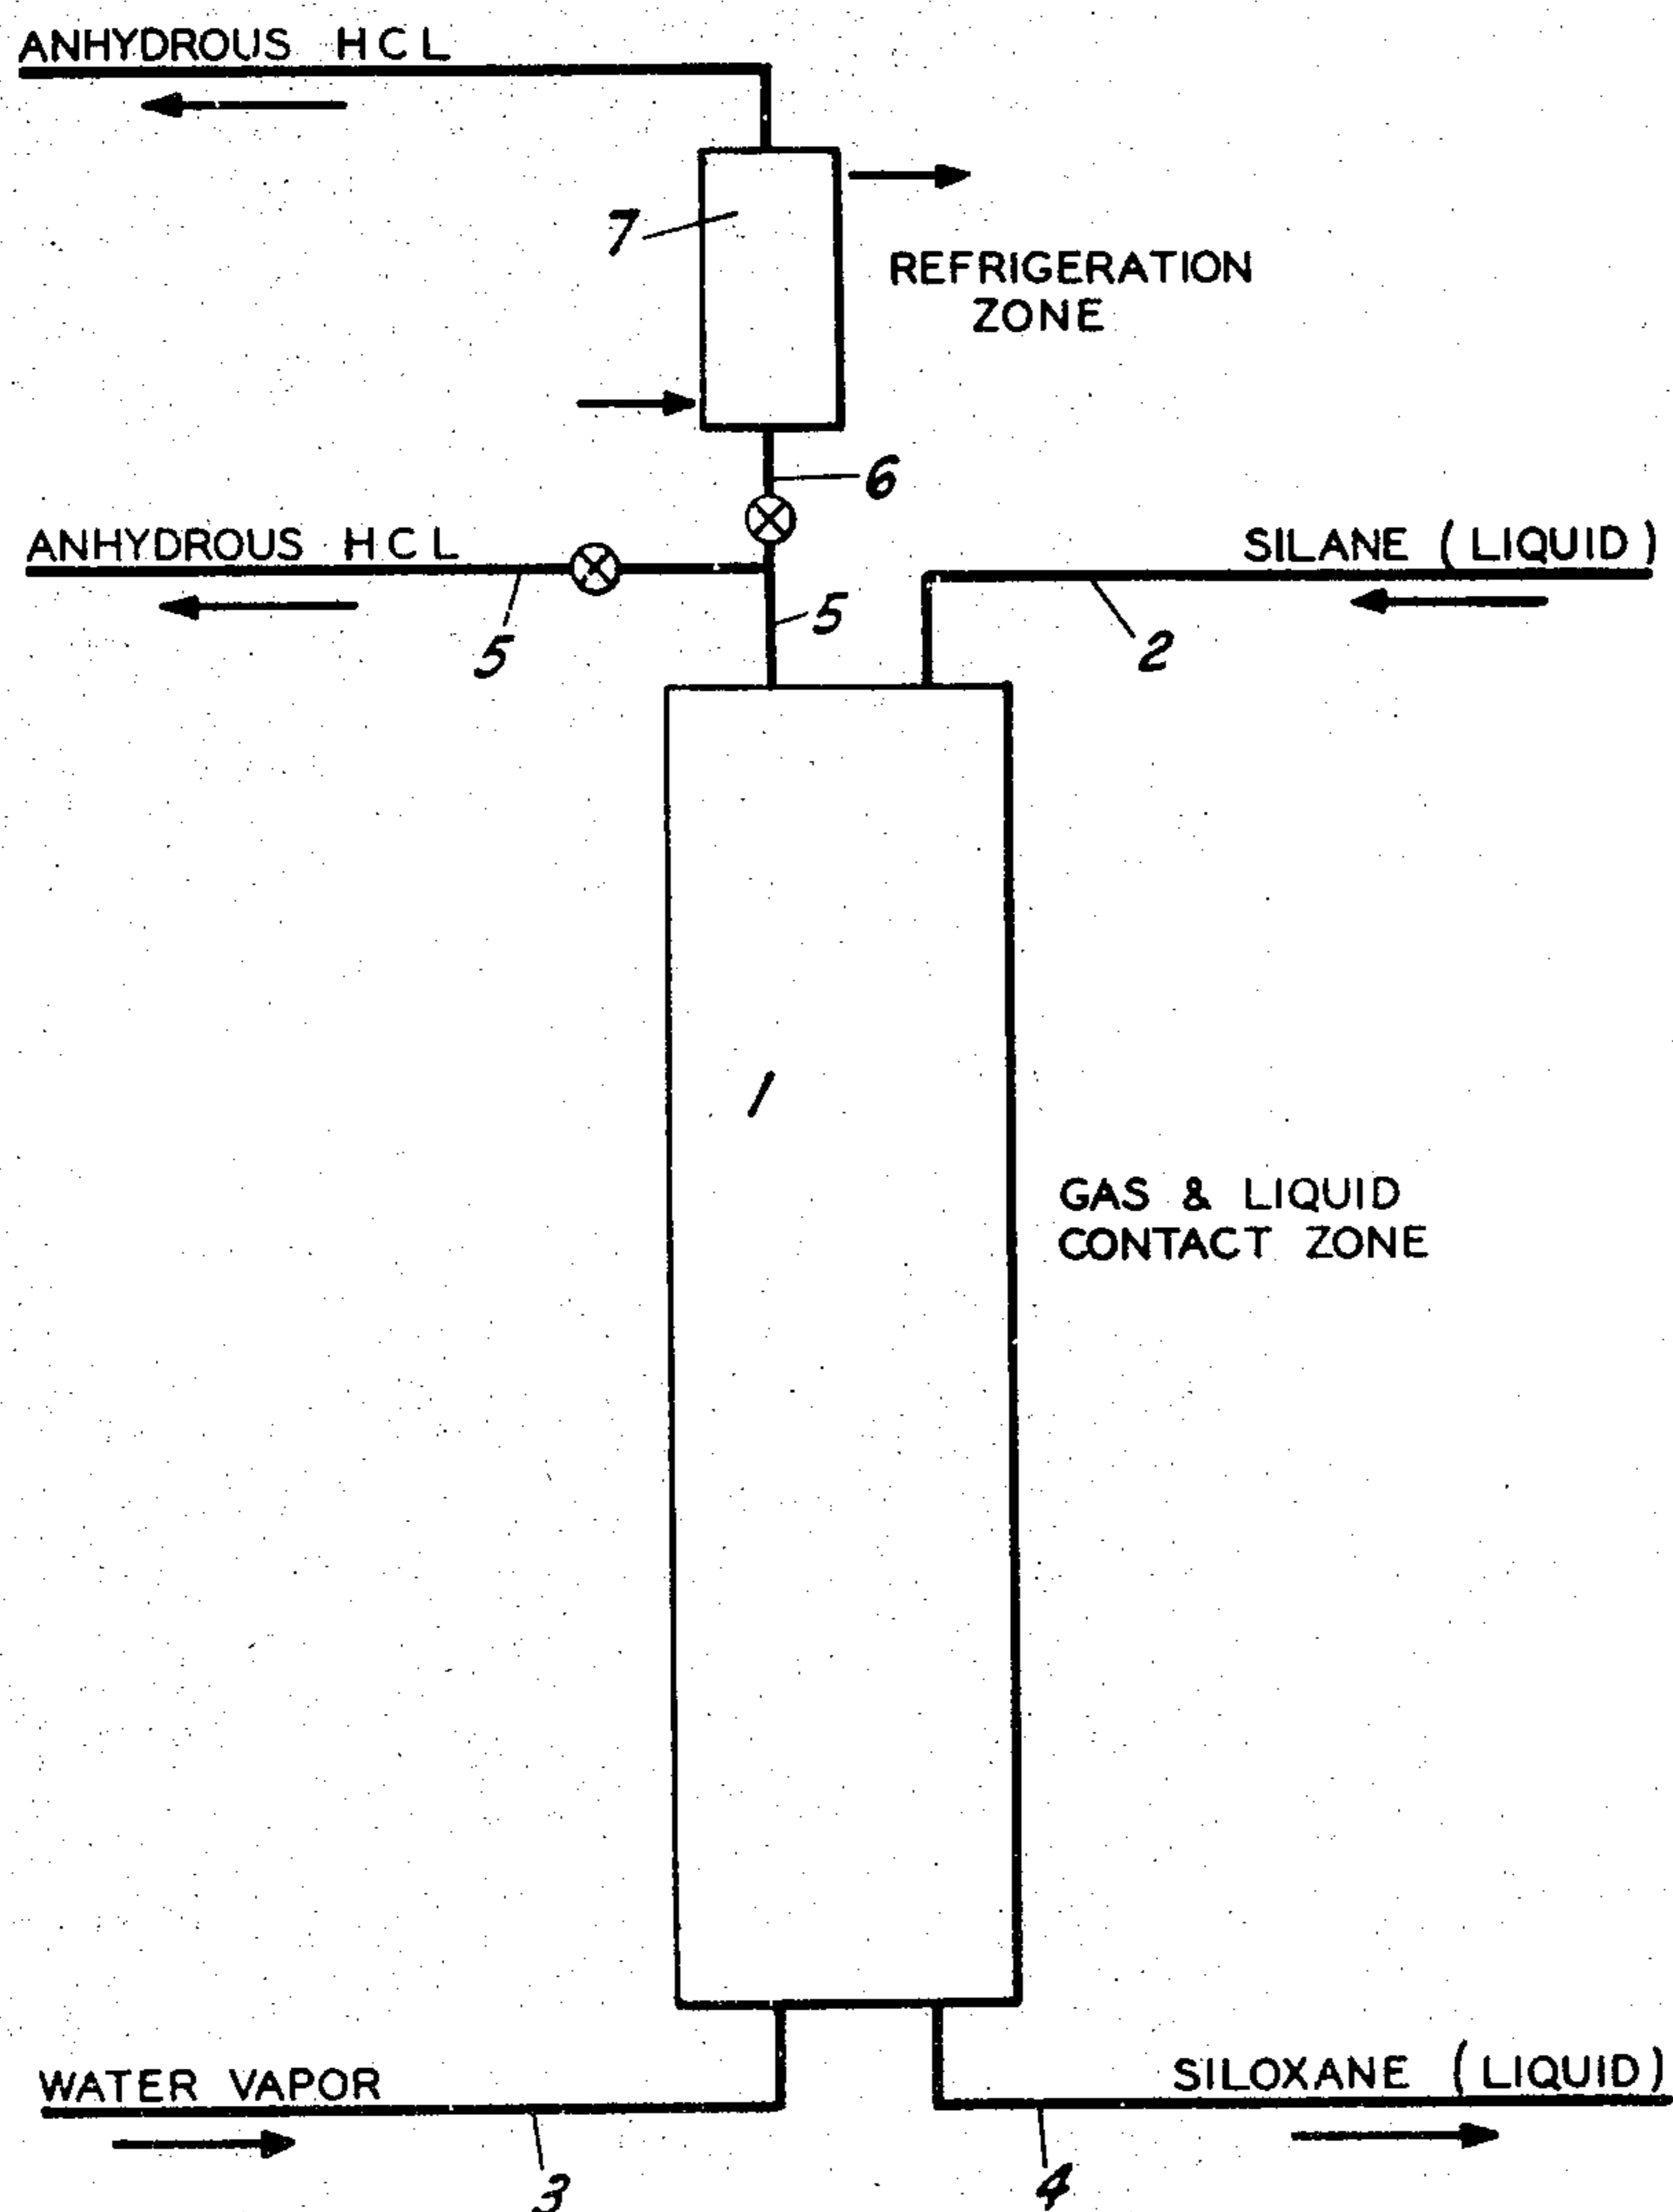 ANHYDROUS HCL
7
REFRIGERATION
ZONE
6
ANHYDROUS HCL
SILANE (LIQUID)
5
5
2
1
GAS & LIQUID
CONTACT ZONE
WATER VAPOR
SILOXANE (LIQUID)
3
4